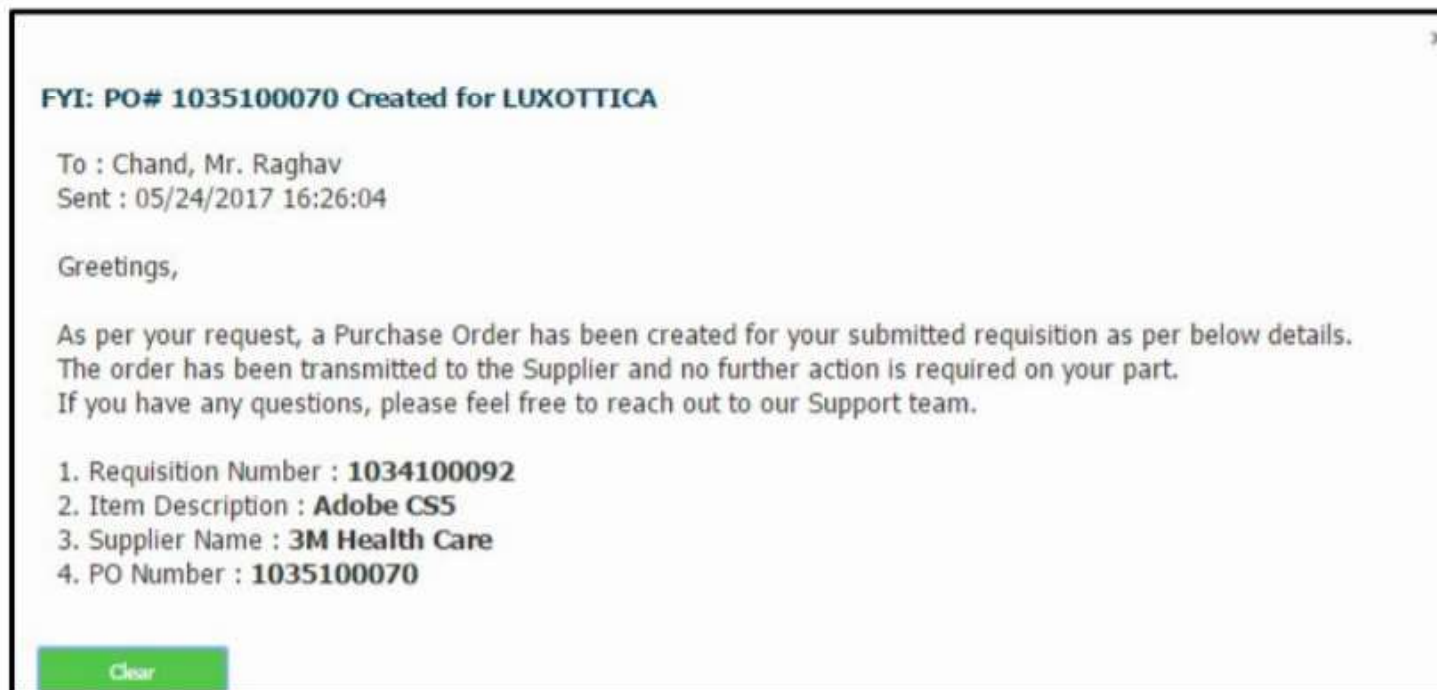 FYI: PO# 1035100070 Created for LUXOTTICA
To : Chand, Mr. Raghav
Sent : 05/24/2017 16:26:04
Greetings,
As per your request, a Purchase Order has been created for your submitted requisition as per below details.
The order has been transmitted to the Supplier and no further action is required on your part.
If you have any questions, please feel free to reach out to our Support team.
1. Requisition Number : 1034100092
2. Item Description : Adobe CS5
3. Supplier Name : 3M Health Care
4. PO Number : 1035100070
Clear